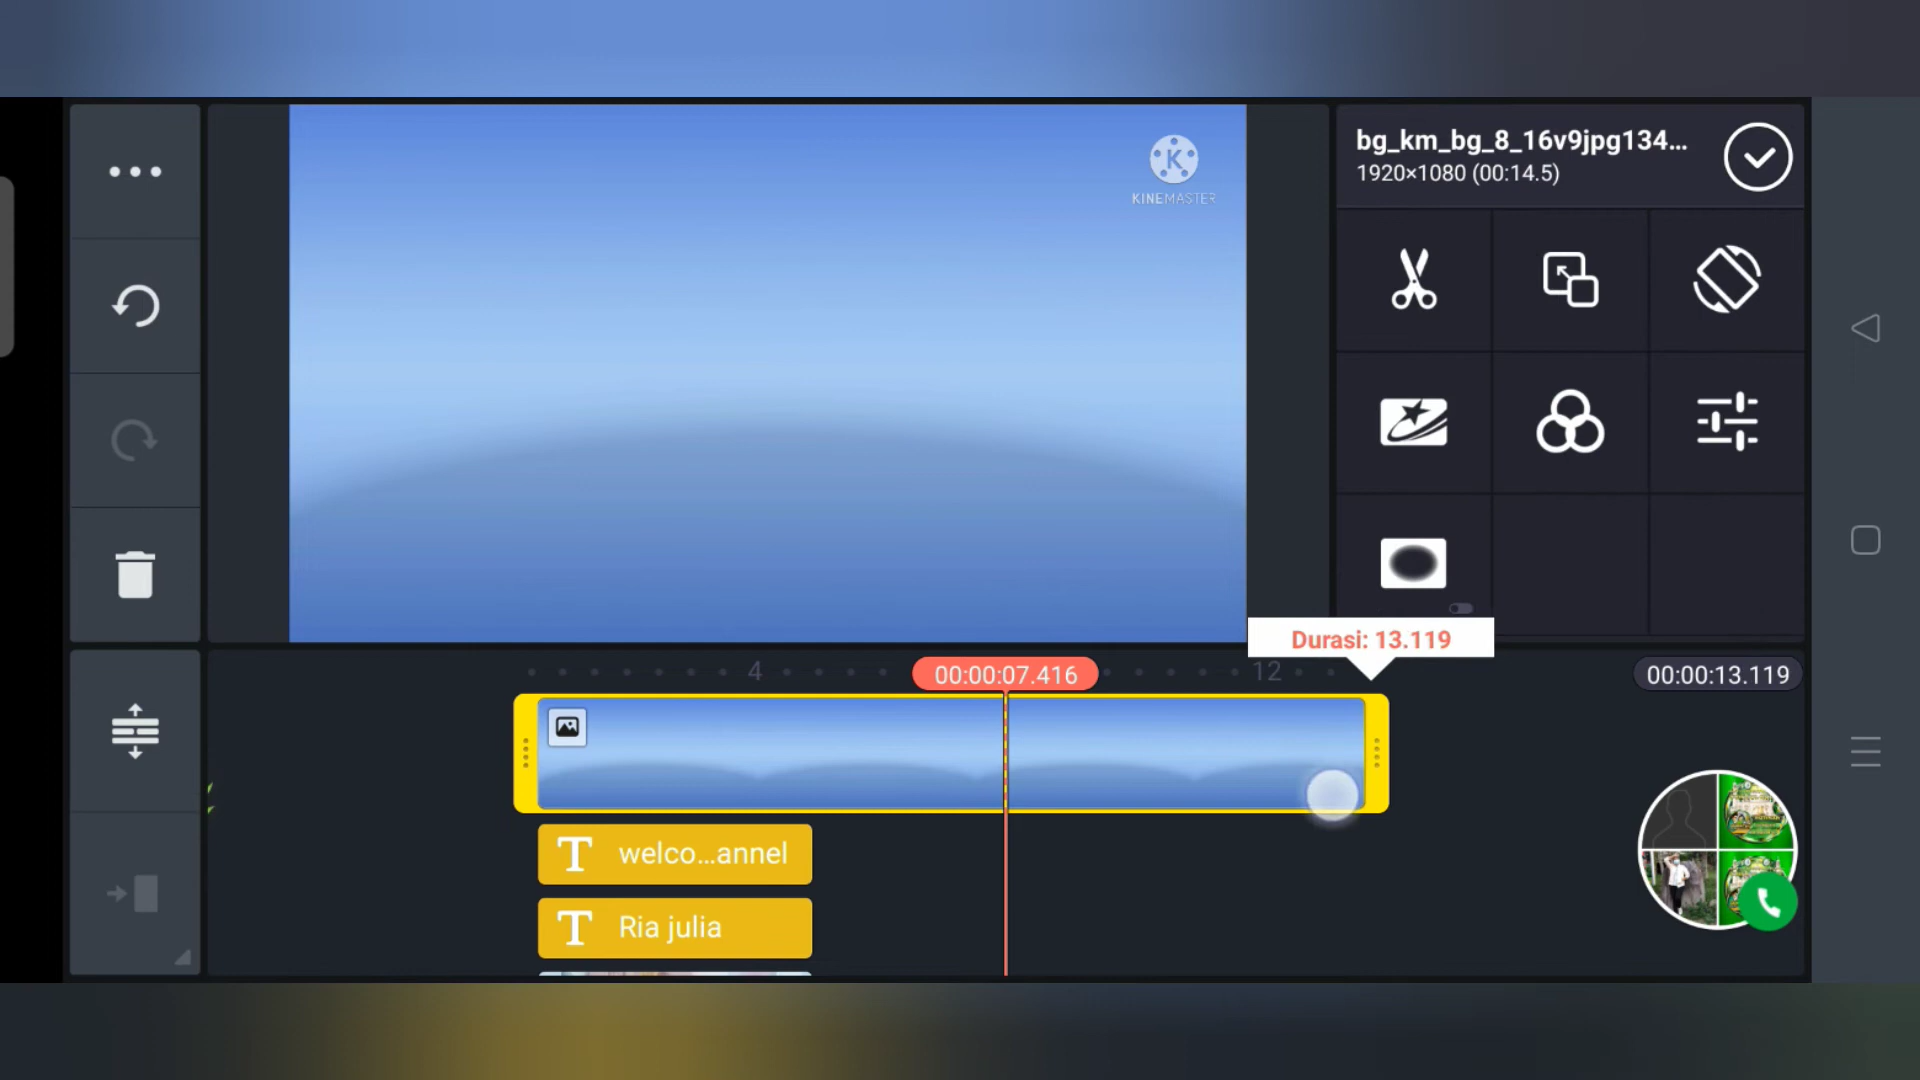 KINEMASTER
bg_km_bg_8_16v9jpg134...
1920×1080 (00:14.5)
Durasi: 13.119
4
00:00:07.416
12
00:00:13.119
welco...annel
Ria julia